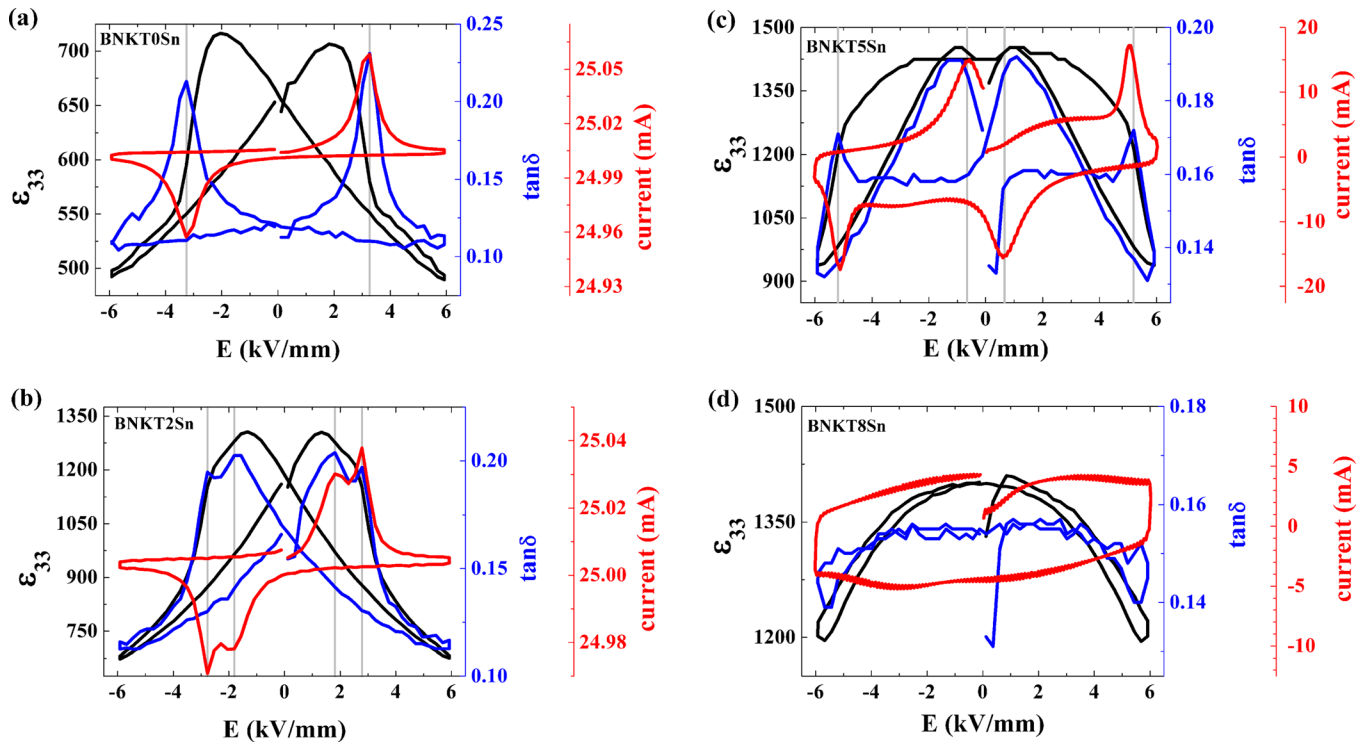 (a)
BNKT0Sn
ε33
700
650
600
550
500
-6 -4 -2 0 2 4 6
E (kV/mm)
0.25
0.20
0.15
0.10
tanδ
25.05
25.02
24.99
24.96
24.93
current (mA)
(c)
BNKT5Sn
ε33
1500
1350
1200
1050
900
-6 -4 -2 0 2 4 6
E (kV/mm)
0.20
0.18
0.16
0.14
tanδ
20
10
0
-10
-20
current (mA)
(b)
BNKT2Sn
ε33
1350
1200
1050
900
750
-6 -4 -2 0 2 4 6
E (kV/mm)
0.20
0.15
0.10
tanδ
25.04
25.02
25.00
24.98
current (mA)
(d)
BNKT8Sn
ε33
1500
1350
1200
-6 -4 -2 0 2 4 6
E (kV/mm)
0.18
0.16
0.14
tanδ
10
5
0
-5
-10
current (mA)